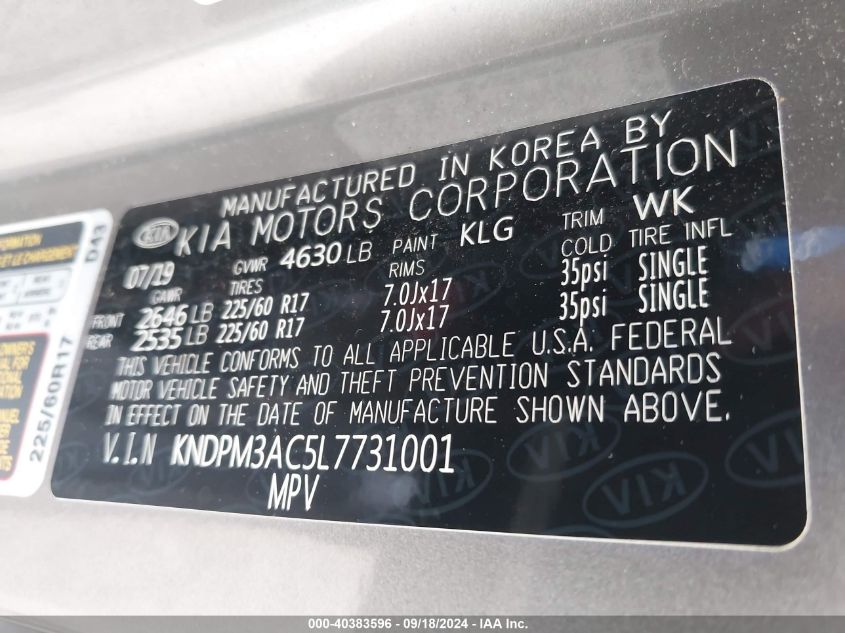 MANUFACTURED IN KOREA BY
KIA KIA MOTORS CORPORATION
07/19 GVWR 4630 LB PAINT KLG TRIM WK
GAWR TIRES RIMS COLD TIRE INFL
FRONT 2646 LB 225/60 R17 7.0Jx17 35psi SINGLE
REAR 2535 LB 225/60 R17 7.0Jx17 35psi SINGLE
THIS VEHICLE CONFORMS TO ALL APPLICABLE U.S.A. FEDERAL
MOTOR VEHICLE SAFETY AND THEFT PREVENTION STANDARDS
IN EFFECT ON THE DATE OF MANUFACTURE SHOWN ABOVE.
V.I.N KNDPM3AC5L7731001
MPV
D43
225/60R17
000-40383596 - 09/18/2024 - IAA Inc.